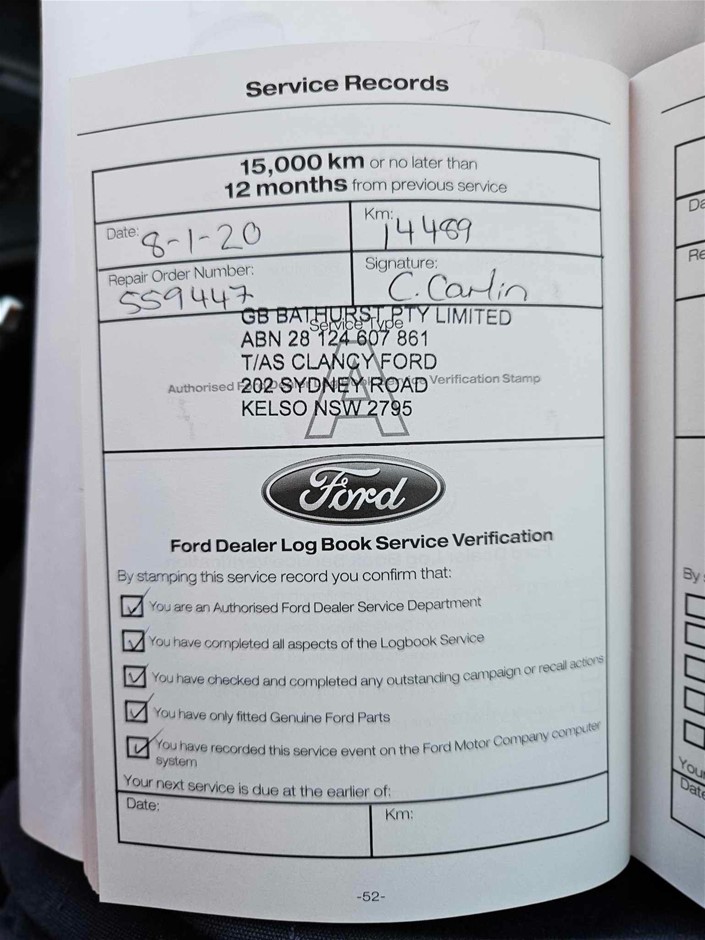 Service Records
15,000 km or no later than
12 months from previous service
Date: 8-1-20
Km: 14489
Repair Order Number: 559447
Signature: C. Carlin
Service Type
A
GB BATHURST PTY LIMITED
ABN 28 124 607 861
T/AS CLANCY FORD
Authorised Verification Stamp
202 SYDNEY ROAD
KELSO NSW 2795
Ford
Ford Dealer Log Book Service Verification
By stamping this service record you confirm that:
You are an Authorised Ford Dealer Service Department
You have completed all aspects of the Logbook Service
You have checked and completed any outstanding campaign or recall actions
You have only fitted Genuine Ford Parts
You have recorded this service event on the Ford Motor Company computer
system
Your next service is due at the earlier of:
Date:
Km:
-52-
By
Your
Date